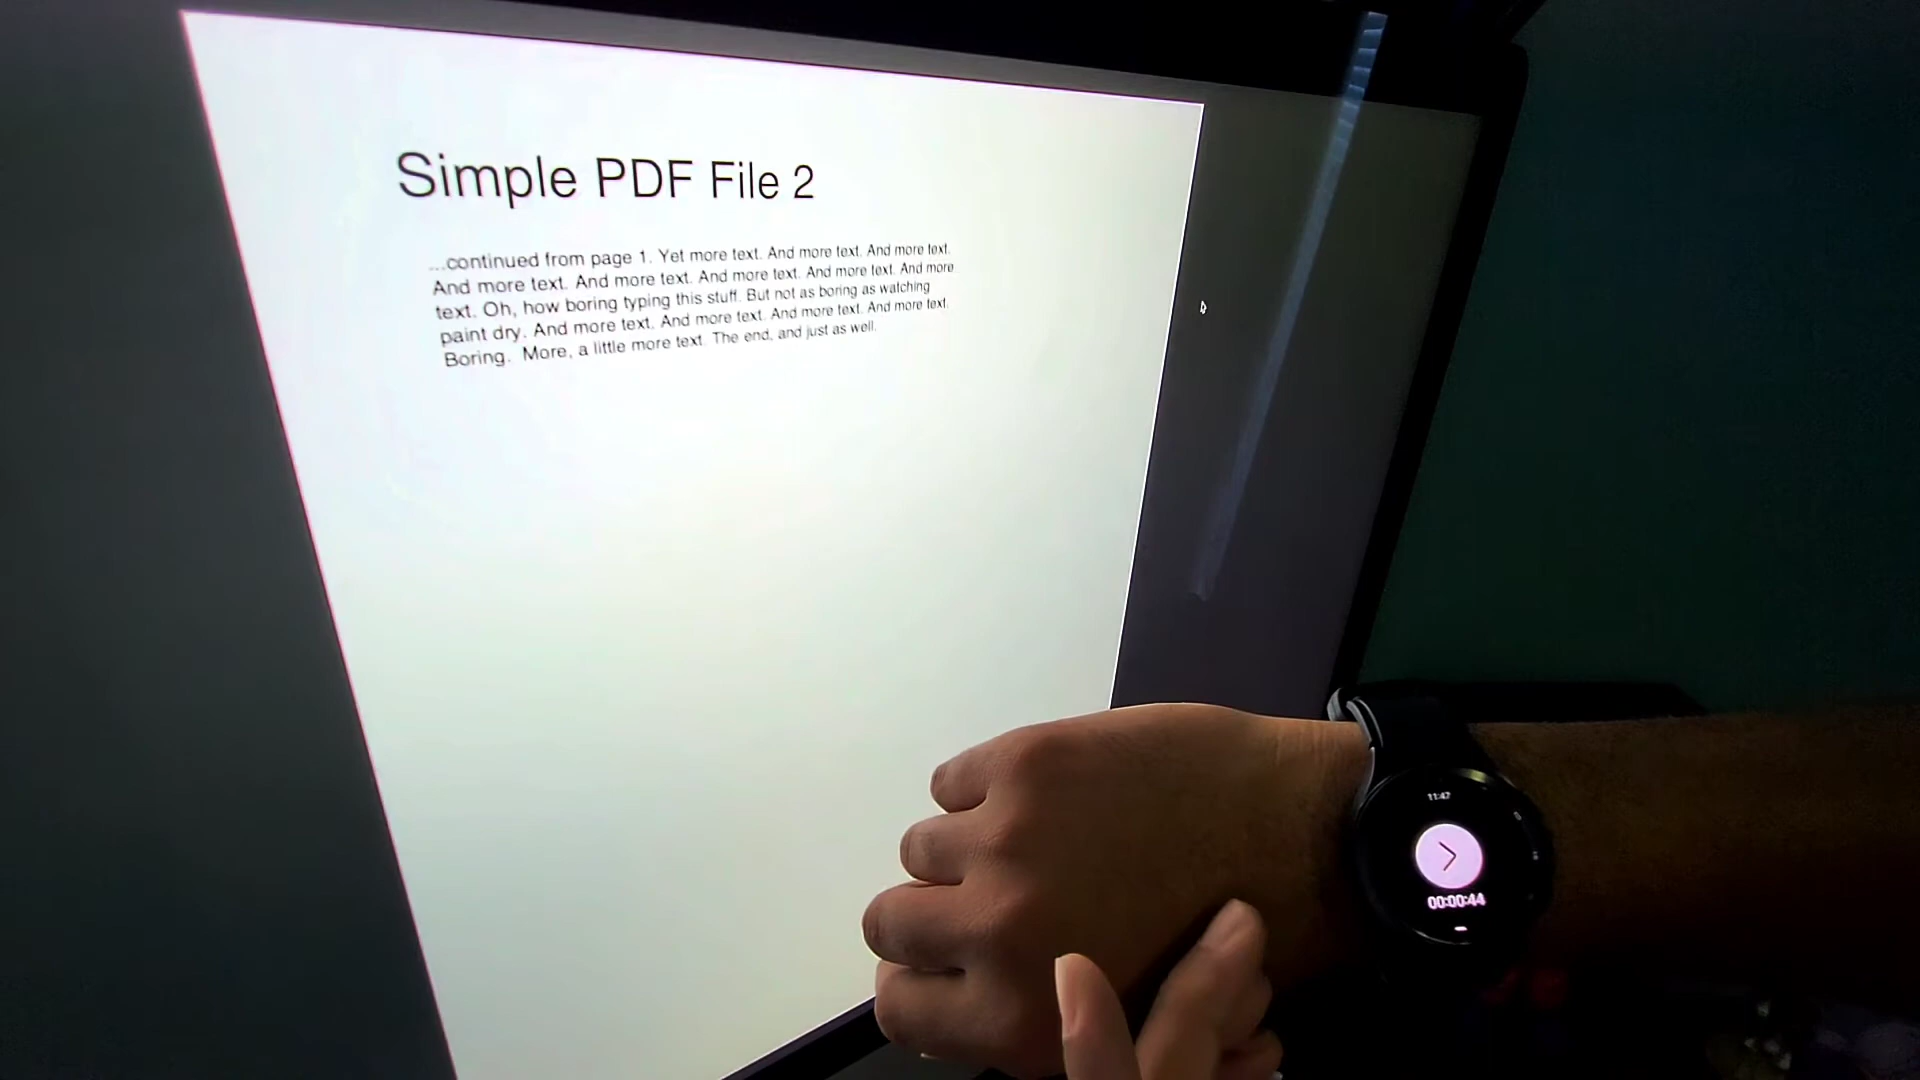 Simple PDF File 2
...continued from page 1. Yet more text. And more text. And more text.
And more text. And more text. And more text. And more text. And more
text. Oh, how boring typing this stuff. But not as boring as watching
paint dry. And more text. And more text. And more text. And more text.
Boring.  More, a little more text. The end, and just as well.
11:47
00:00:44